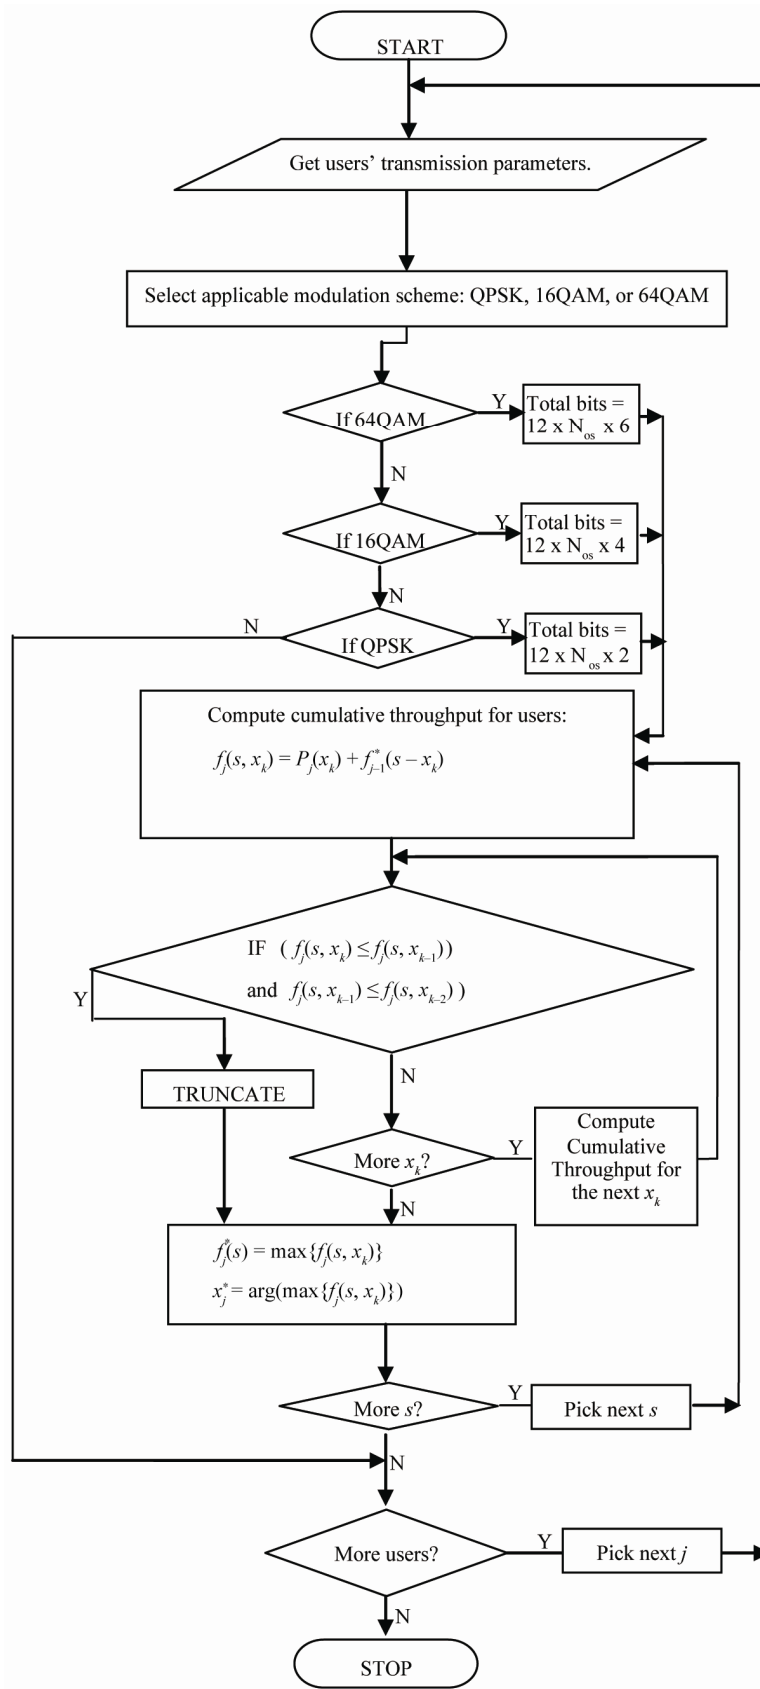 START
Get users’ transmission parameters.
Select applicable modulation scheme: QPSK, 16QAM, or 64QAM
If 64QAM
Y
Total bits =
12 x N_os x 6
N
If 16QAM
Y
Total bits =
12 x N_os x 4
N
N
If QPSK
Y
Total bits =
12 x N_os x 2
Compute cumulative throughput for users:
f_j(s, x_k) = P_j(x_k) + f*_{j–1}(s – x_k)
IF ( f_j(s, x_k) ≤ f_j(s, x_{k–1}))
and f_j(s, x_{k–1}) ≤ f_j(s, x_{k–2}) )
Y
N
TRUNCATE
More x_k?
Y
Compute
Cumulative
Throughput for
the next x_k
N
f*_j(s) = max{f_j(s, x_k)}
x*_j = arg(max{f_j(s, x_k)})
More s?
Y
Pick next s
N
More users?
Y
Pick next j
N
STOP